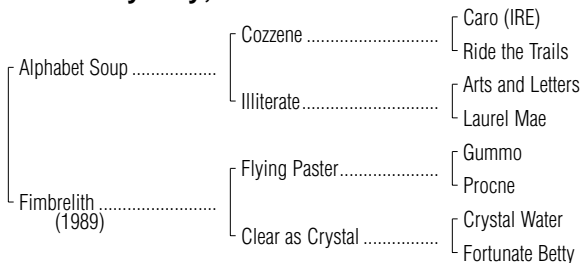 Caro (IRE)
Cozzene ..........................
Ride the Trails
Alphabet Soup .................
Arts and Letters
Illiterate...........................
Laurel Mae
Gummo
Flying Paster....................
Procne
Fimbrelith .......................
(1989)
Crystal Water
Clear as Crystal ...............
Fortunate Betty